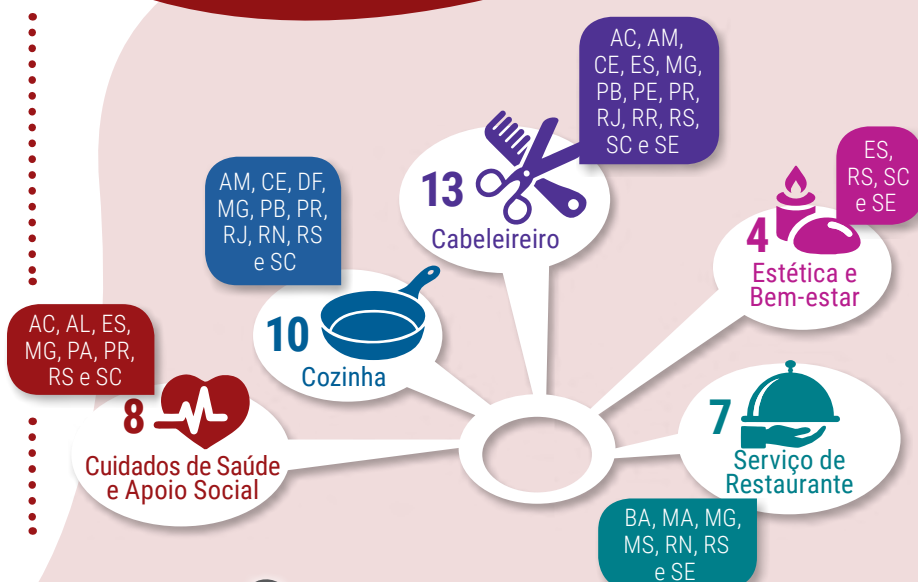 AC, AM,
CE, ES, MG,
PB, PE, PR,
RJ, RR, RS,
SC e SE
13
Cabeleireiro
ES,
RS, SC
e SE
4
Estética e
Bem-estar
AM, CE, DF,
MG, PB, PR,
RJ, RN, RS
e SC
10
Cozinha
AC, AL, ES,
MG, PA, PR,
RS e SC
8
Cuidados de Saúde
e Apoio Social
7
Serviço de
Restaurante
BA, MA, MG,
MS, RN, RS
e SE